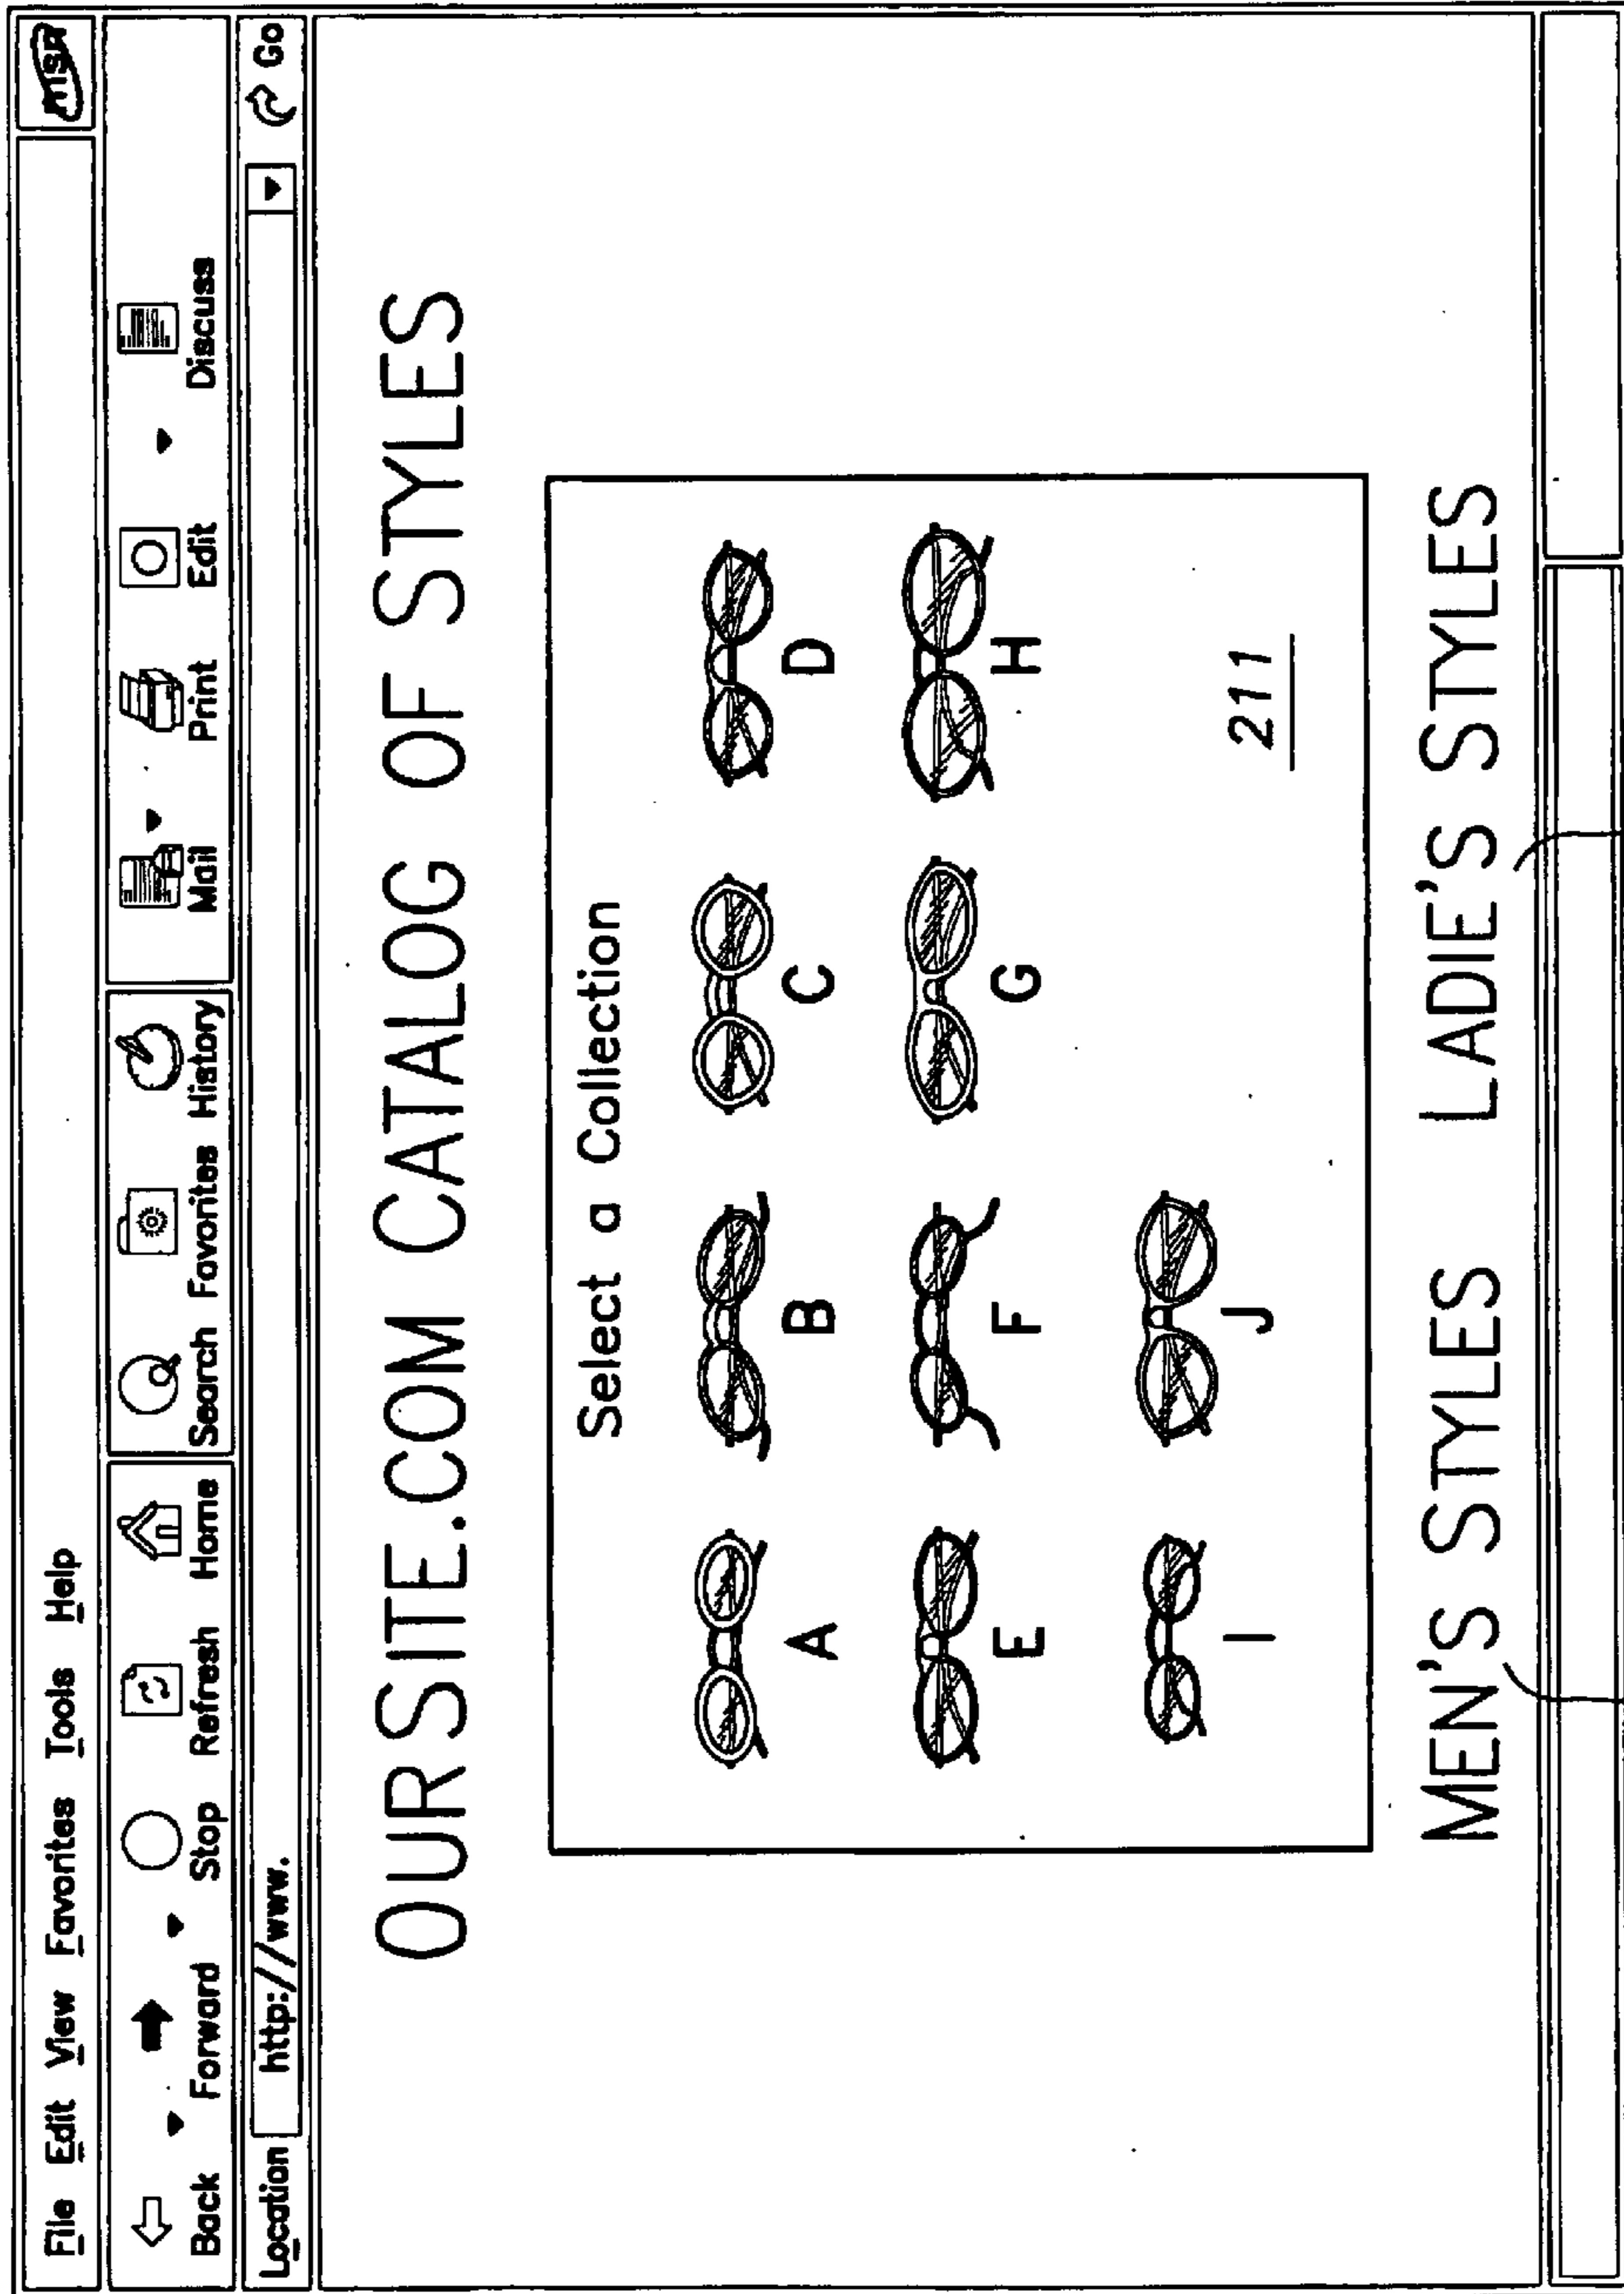 msn
File Edit View Favorites Tools Help
Back Forward Stop Refresh Home Search Favorites History Mail Print Edit Discuss
Location http://www. Go
OURSITE.COM CATALOG OF STYLES
Select a Collection
A B C D
E F G H
I J
211
MEN'S STYLES LADIE'S STYLES